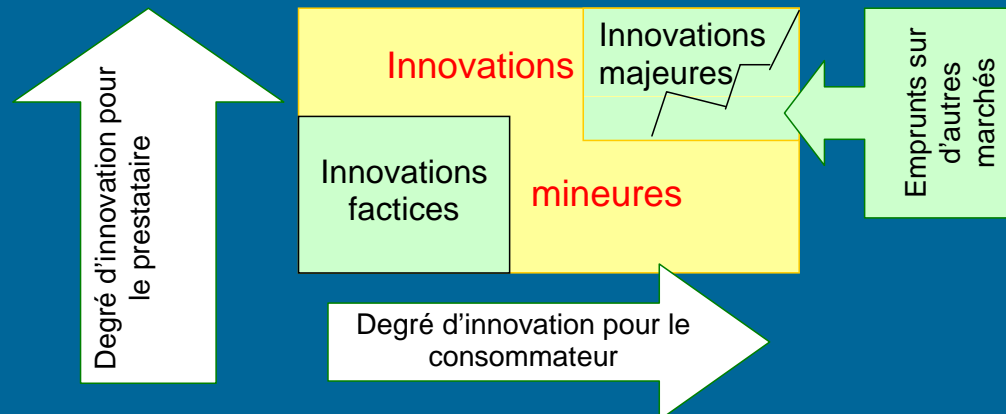 Degré d’innovation pour
le prestataire
Innovations
Innovations
majeures
Emprunts sur
d’autres
marchés
Innovations
factices
mineures
Degré d’innovation pour le
consommateur